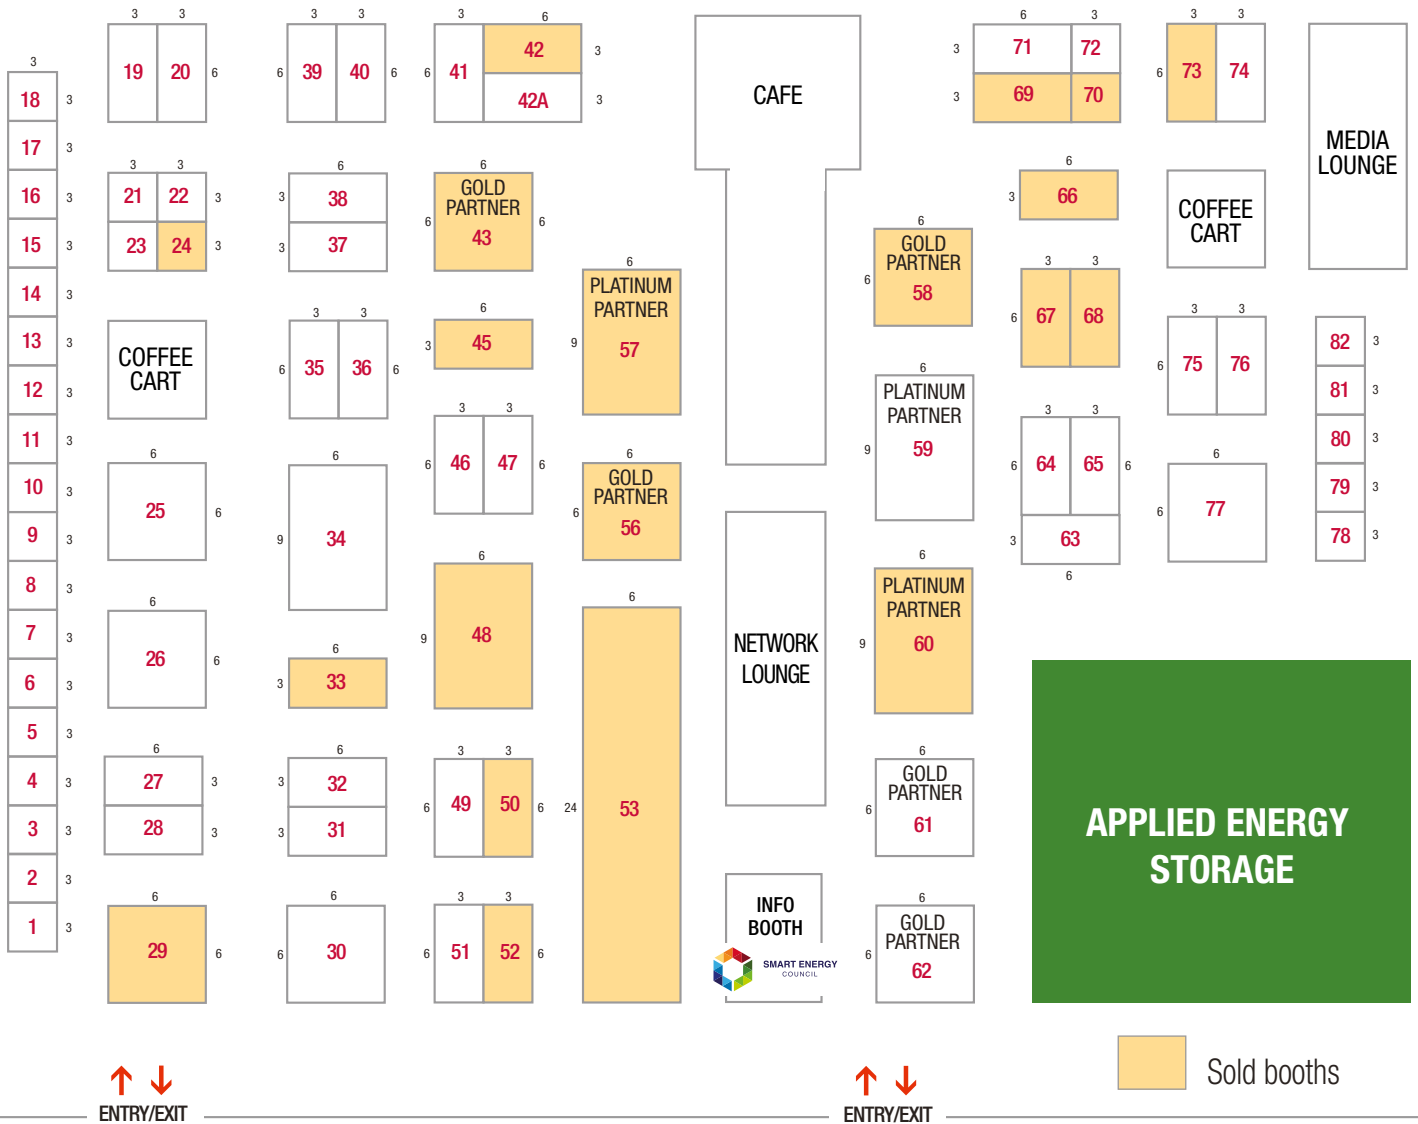 3 3 3 3 3 6 6 3 3 3
3
19 20 6 6 39 40 6 6 41 42 3 3 71 72 6 73 74
18 3 42A 3 CAFE 3 69 70
17 3
MEDIA
LOUNGE
3 3 6 6 6
16 3 21 22 3 3 38 GOLD
PARTNER
6 43 6
3 66
COFFEE
CART
15 3 23 24 3 3 37
6
GOLD
PARTNER
6 58
14 3
6
PLATINUM
PARTNER
9 57
3 3
6 67 68
3 3 6 3 3
13 3 COFFEE
CART
6 35 36 6 3 45
6 75 76
82 3
12 3
6
PLATINUM
PARTNER
9 59
81 3
11 3 3 3 3 3 80 3
6 46 47 6 6 64 65 6
10 3 6 6 6 6 79 3
25 6 9 34
GOLD
PARTNER
6 56
6 77
9 3 3 63 78 3
6
8 3 6 6
9 48
6
PLATINUM
PARTNER
9 60
7 3 6 6
26 6
NETWORK
LOUNGE
6 3 6
3 33
5 3
6 6 3 3 6
4 3 27 3 3 32 6 49 50 6 24 53
GOLD
PARTNER
6 61
3 3 28 3 3 31
APPLIED ENERGY
STORAGE
2 3
6 6 3 3 6
1 3 29 6 6 30 6 51 52 6
INFO
BOOTH
SMART ENERGY
COUNCIL
GOLD
PARTNER
6 62
Sold booths
ENTRY/EXIT ENTRY/EXIT